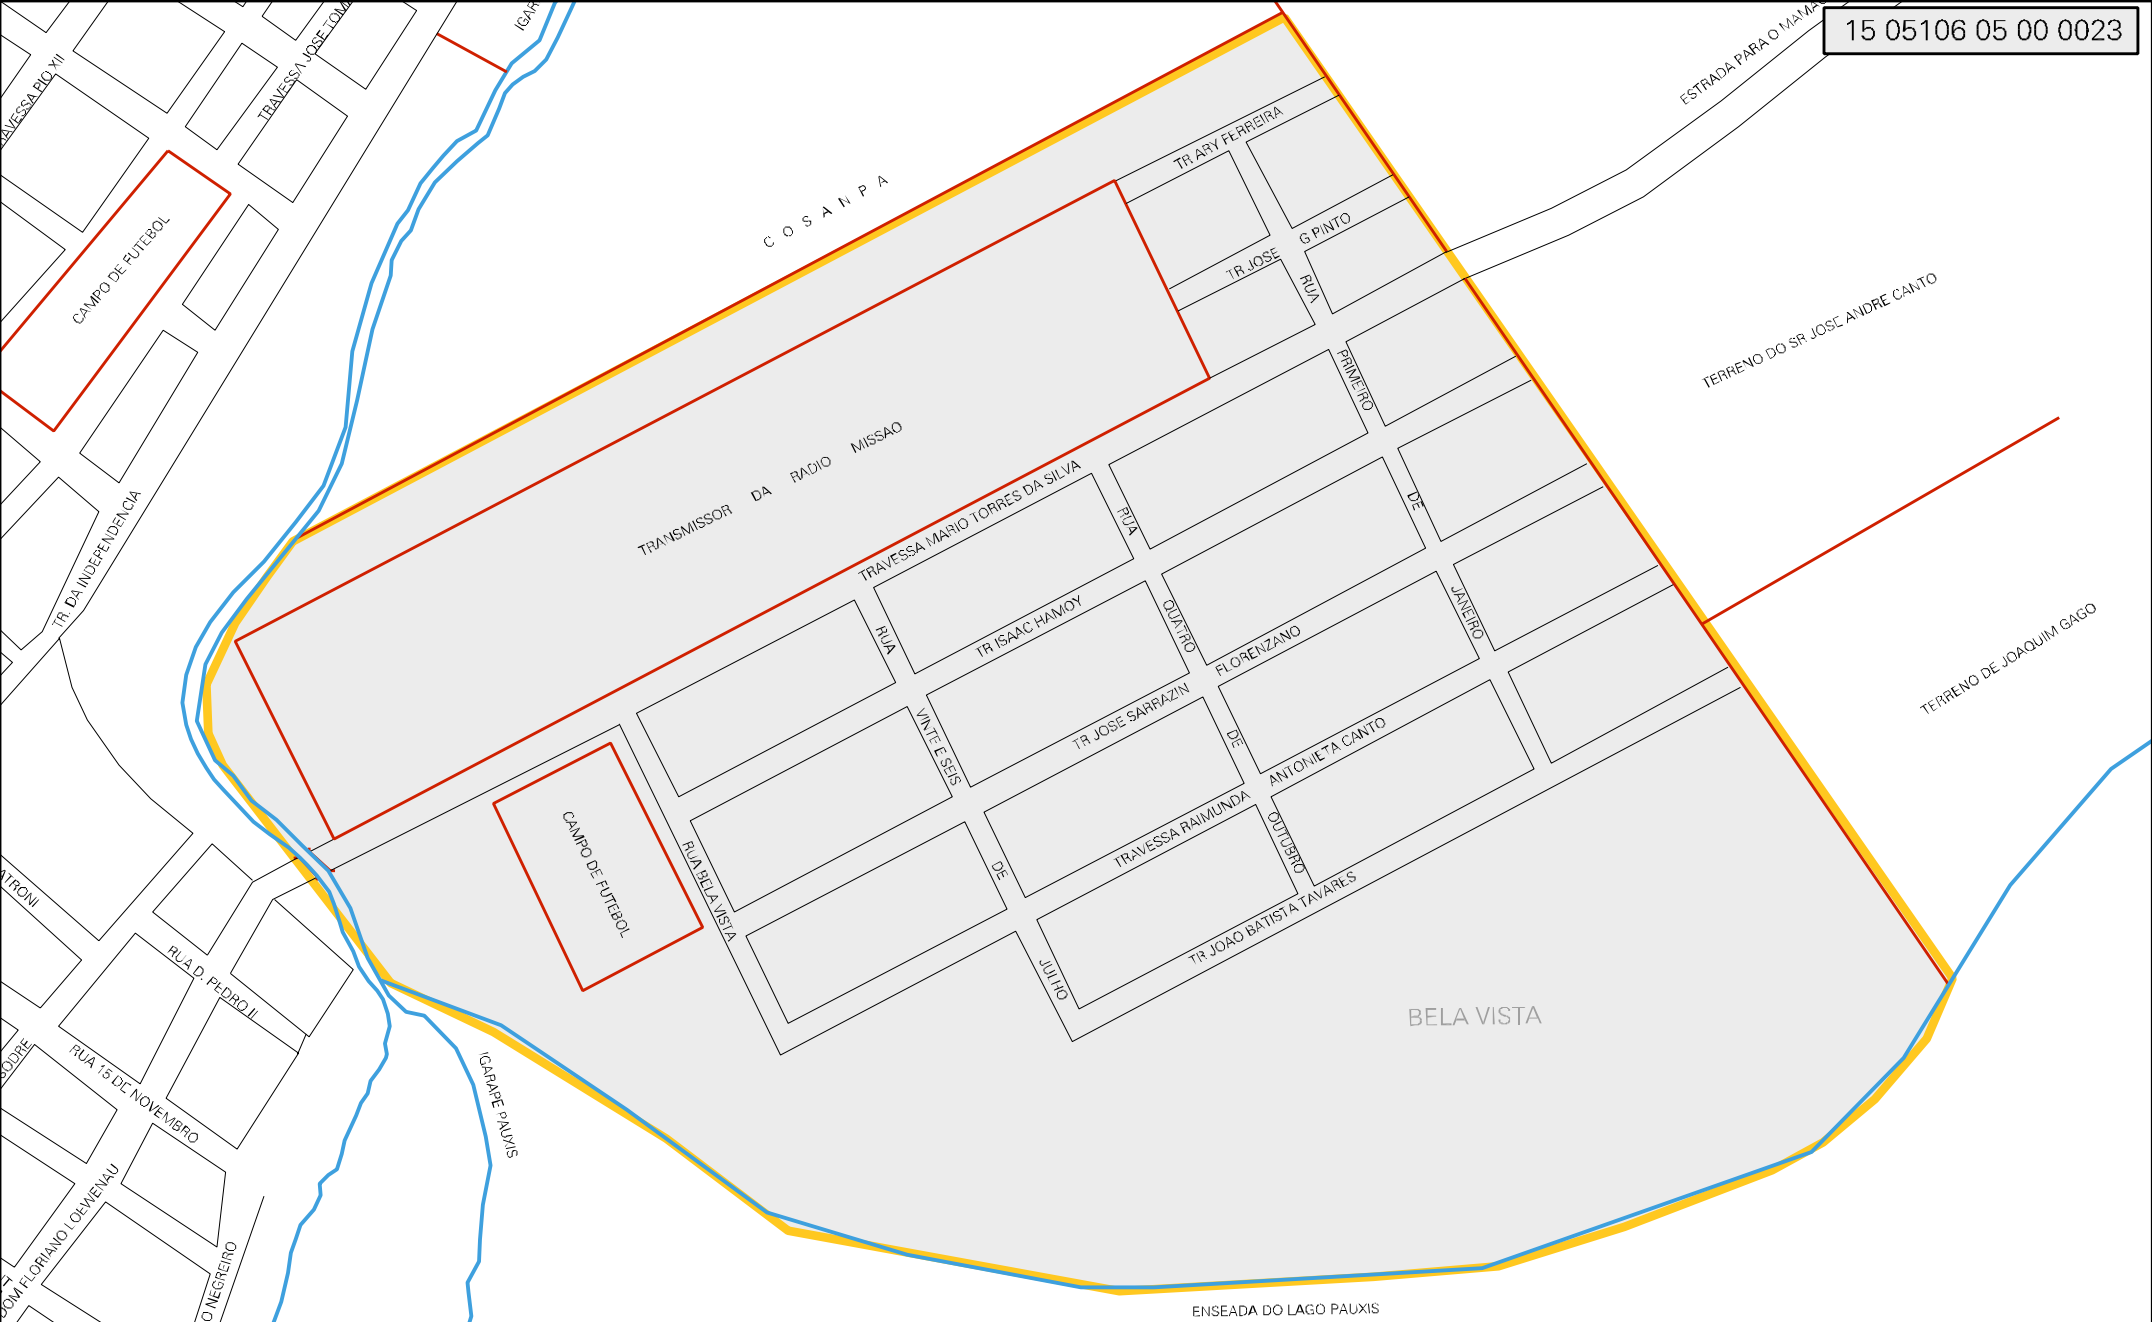 15 05106 05 00 0023
ESTRADA PARA O
TRAVESSA JOSE
PIO XII
CAMPO DE FUTEBOL
COSANPA
TR ARY FERREIRA
TR JOSE G PINTO
RUA PRIMEIRO DE JANEIRO
TERRENO DO SR JOSE ANDRE CANTO
TRANSMISSOR DA RADIO MISSAO
TRAVESSA MARIO TORRES DA SILVA
TR. DA INDEPENDENCIA
RUA QUATRO DE OUTUBRO
TR ISAAC HAMOY
RUA VINTE E SEIS DE JULHO
TR JOSE SARRAZIN FLORENZANO
TERRENO DE JOAQUIM GAGO
TRAVESSA RAIMUNDA ANTONIETA CANTO
CAMPO DE FUTEBOL
RUA BELA VISTA
TR JOAO BATISTA TAVARES
BELA VISTA
RUA D. PEDRO II
RUA 15 DE NOVEMBRO
IGARAPE PAUXIS
DOM FLORIANO LOEWENAU
O NEGREIRO
ENSEADA DO LAGO PAUXIS